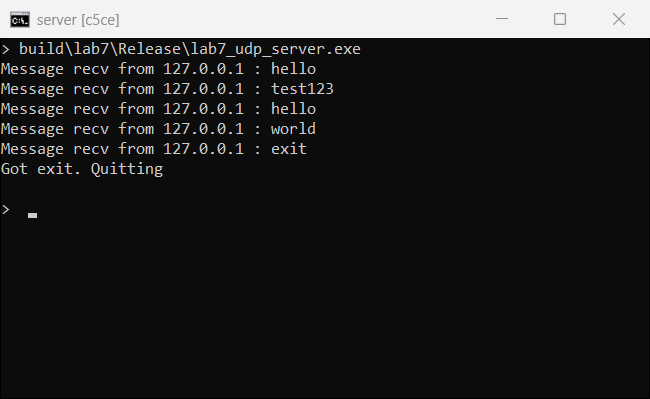 server [c5ce]
> build\lab7\Release\lab7_udp_server.exe
Message recv from 127.0.0.1 : hello
Message recv from 127.0.0.1 : test123
Message recv from 127.0.0.1 : hello
Message recv from 127.0.0.1 : world
Message recv from 127.0.0.1 : exit
Got exit. Quitting
>